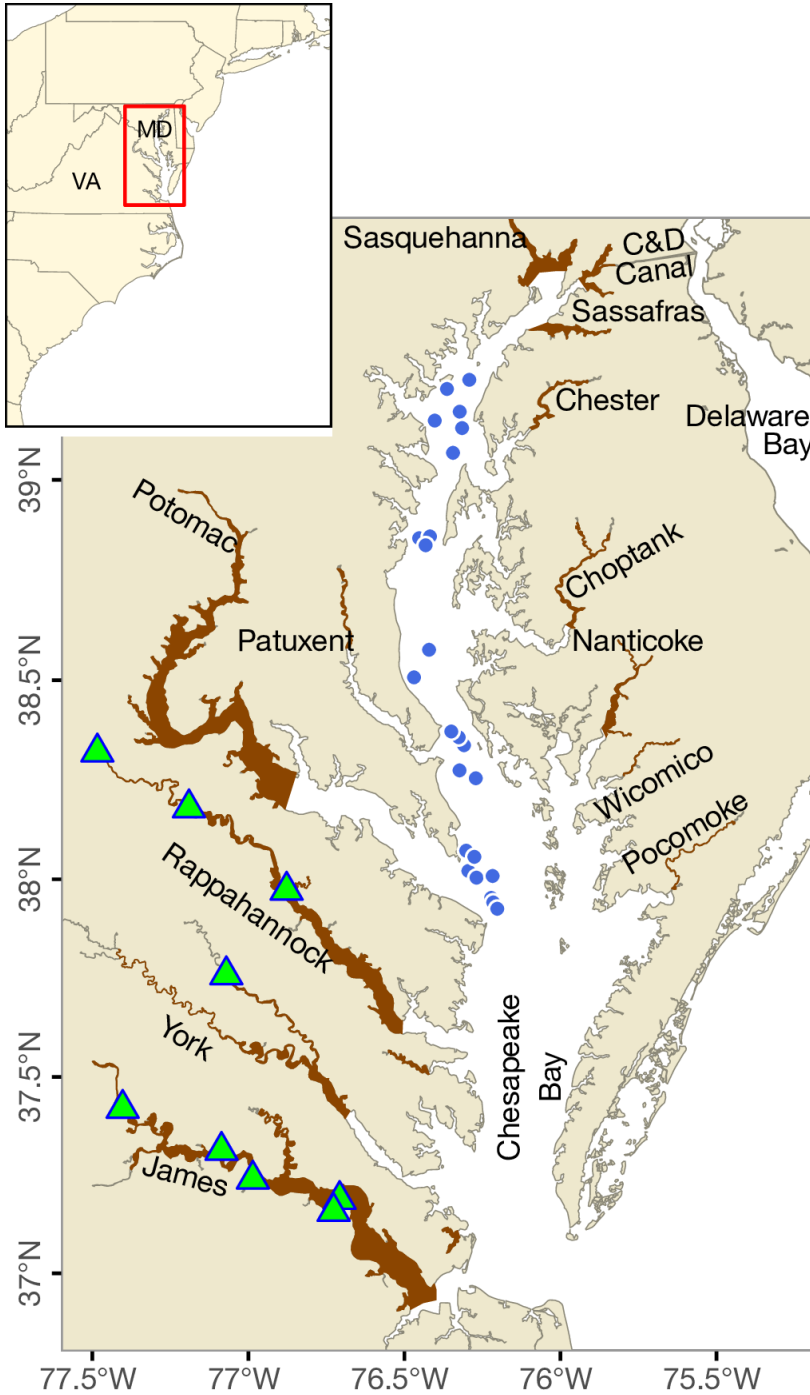 MD
VA
Sasquehanna
C&D
Canal
Sassafras
Chester
Delaware
Bay
39°N
Potomac
Choptank
Patuxent
Nanticoke
38.5°N
Wicomico
Pocomoke
38°N
Rappahannock
York
Chesapeake
Bay
37.5°N
James
37°N
77.5°W
77°W
76.5°W
76°W
75.5°W